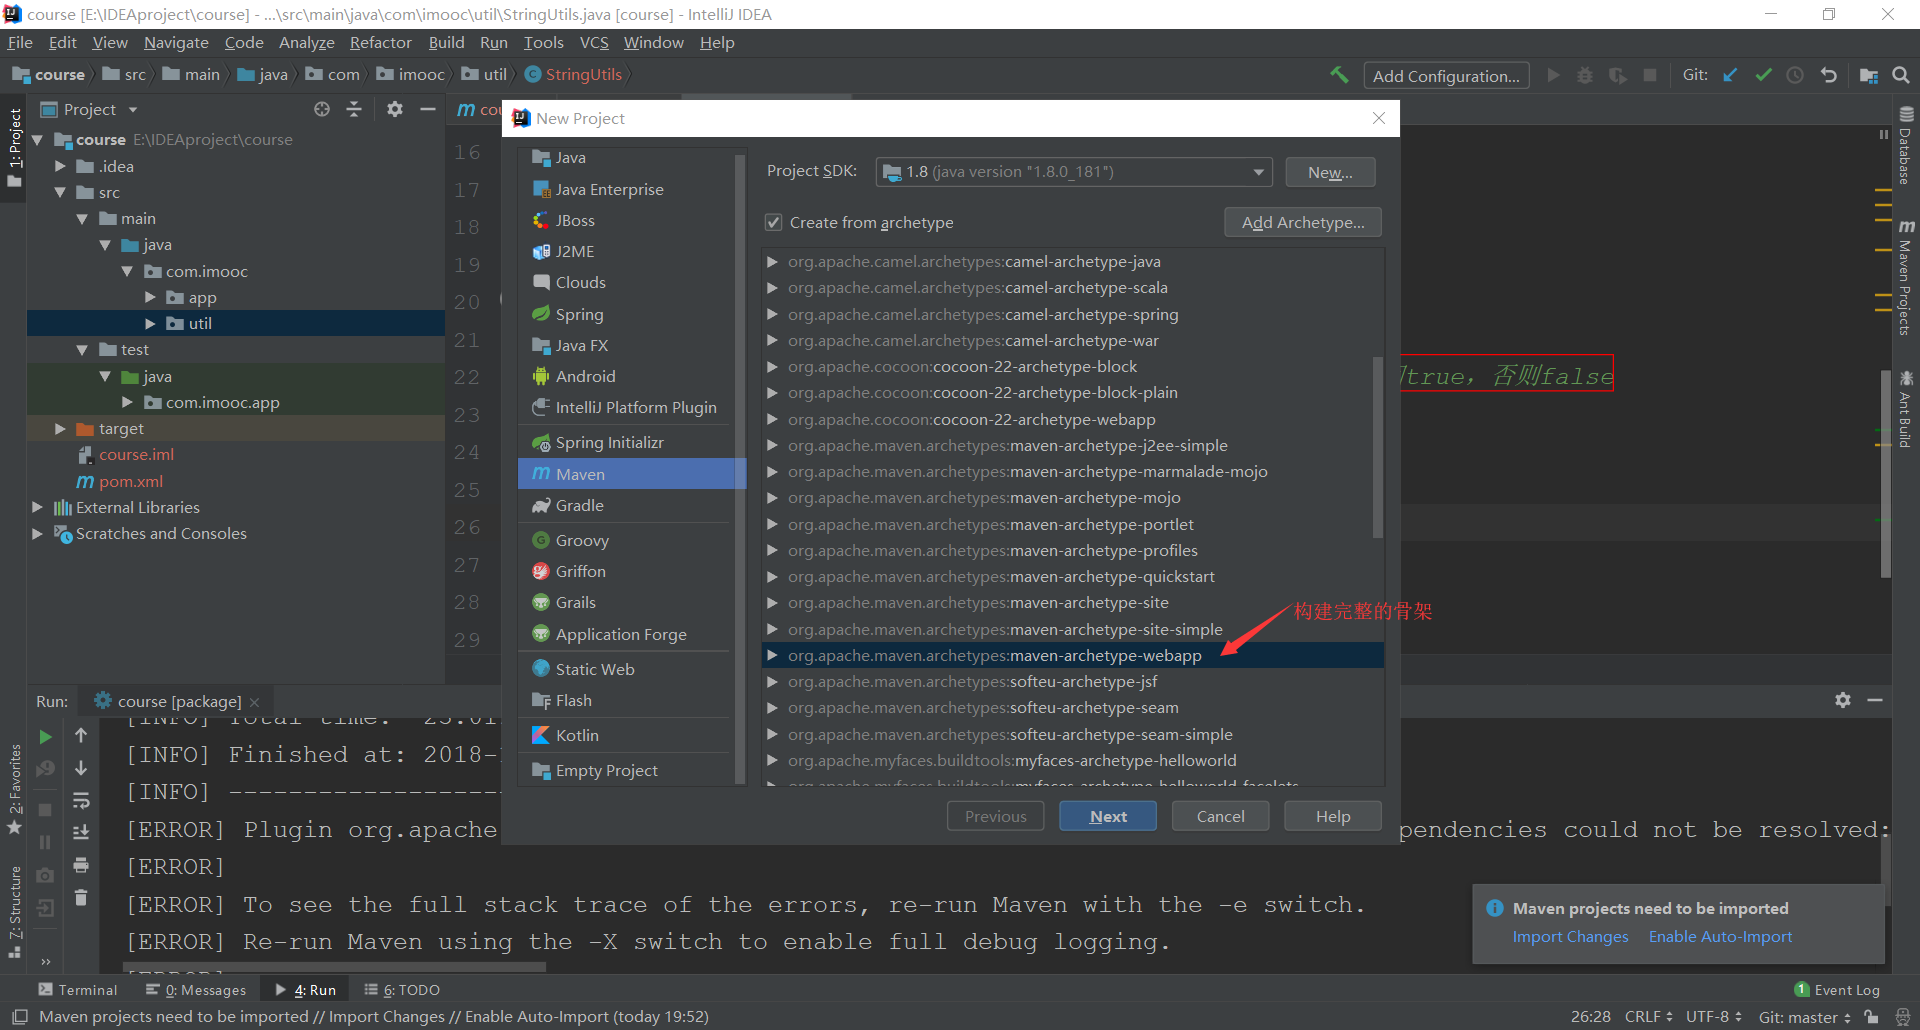 course [E:\IDEAproject\course] - ...\src\main\java\com\imooc\util\StringUtils.java [course] - IntelliJ IDEA
File Edit View Navigate Code Analyze Refactor Build Run Tools VCS Window Help
course src main java com imooc util StringUtils
Add Configuration... Git:
1: Project
Project
course E:\IDEAproject\course
.idea
src
main
java
com.imooc
app
util
test
java
com.imooc.app
target
course.iml
pom.xml
External Libraries
Scratches and Consoles
16
17
18
19
20
21
22
23
24
25
26
27
28
29
New Project
Java
Java Enterprise
JBoss
J2ME
Clouds
Spring
Java FX
Android
IntelliJ Platform Plugin
Spring Initializr
Maven
Gradle
Groovy
Griffon
Grails
Application Forge
Static Web
Flash
Kotlin
Empty Project
Project SDK: 1.8 (java version "1.8.0_181") New...
Create from archetype Add Archetype...
org.apache.camel.archetypes:camel-archetype-java
org.apache.camel.archetypes:camel-archetype-scala
org.apache.camel.archetypes:camel-archetype-spring
org.apache.camel.archetypes:camel-archetype-war
org.apache.cocoon:cocoon-22-archetype-block
org.apache.cocoon:cocoon-22-archetype-block-plain
org.apache.cocoon:cocoon-22-archetype-webapp
org.apache.maven.archetypes:maven-archetype-j2ee-simple
org.apache.maven.archetypes:maven-archetype-marmalade-mojo
org.apache.maven.archetypes:maven-archetype-mojo
org.apache.maven.archetypes:maven-archetype-portlet
org.apache.maven.archetypes:maven-archetype-profiles
org.apache.maven.archetypes:maven-archetype-quickstart
org.apache.maven.archetypes:maven-archetype-site
org.apache.maven.archetypes:maven-archetype-site-simple
org.apache.maven.archetypes:maven-archetype-webapp
org.apache.maven.archetypes:softeu-archetype-jsf
org.apache.maven.archetypes:softeu-archetype-seam
org.apache.maven.archetypes:softeu-archetype-seam-simple
org.apache.myfaces.buildtools:myfaces-archetype-helloworld
org.apache.myfaces.buildtools:myfaces-archetype-helloworld-facelets
构建完整的骨架
Previous Next Cancel Help
true，否则false
Database
Maven Projects
Ant Build
Run: course [package]
[INFO] Total time:
[INFO] Finished at: 2018-
[INFO] ------------------
[ERROR] Plugin org.apache pendencies could not be resolved:
[ERROR]
[ERROR] To see the full stack trace of the errors, re-run Maven with the -e switch.
[ERROR] Re-run Maven using the -X switch to enable full debug logging.
[ERROR]
2: Favorites
7: Structure
Maven projects need to be imported
Import Changes Enable Auto-Import
Terminal 0: Messages 4: Run 6: TODO 1 Event Log
Maven projects need to be imported // Import Changes // Enable Auto-Import (today 19:52) 26:28 CRLF UTF-8 Git: master